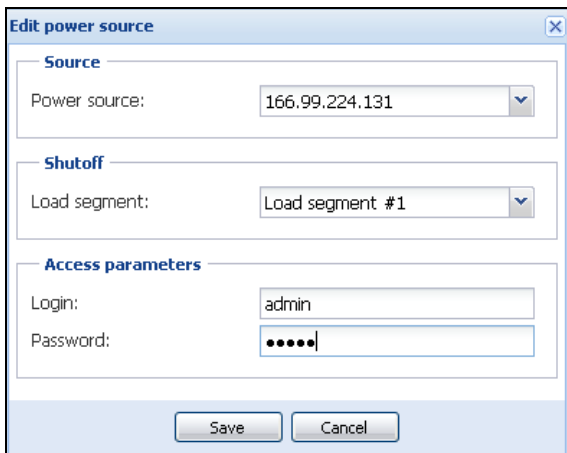 Edit power source
Source
Power source: 166.99.224.131
Shutoff
Load segment: Load segment #1
Access parameters
Login: admin
Password: •••••
Save Cancel